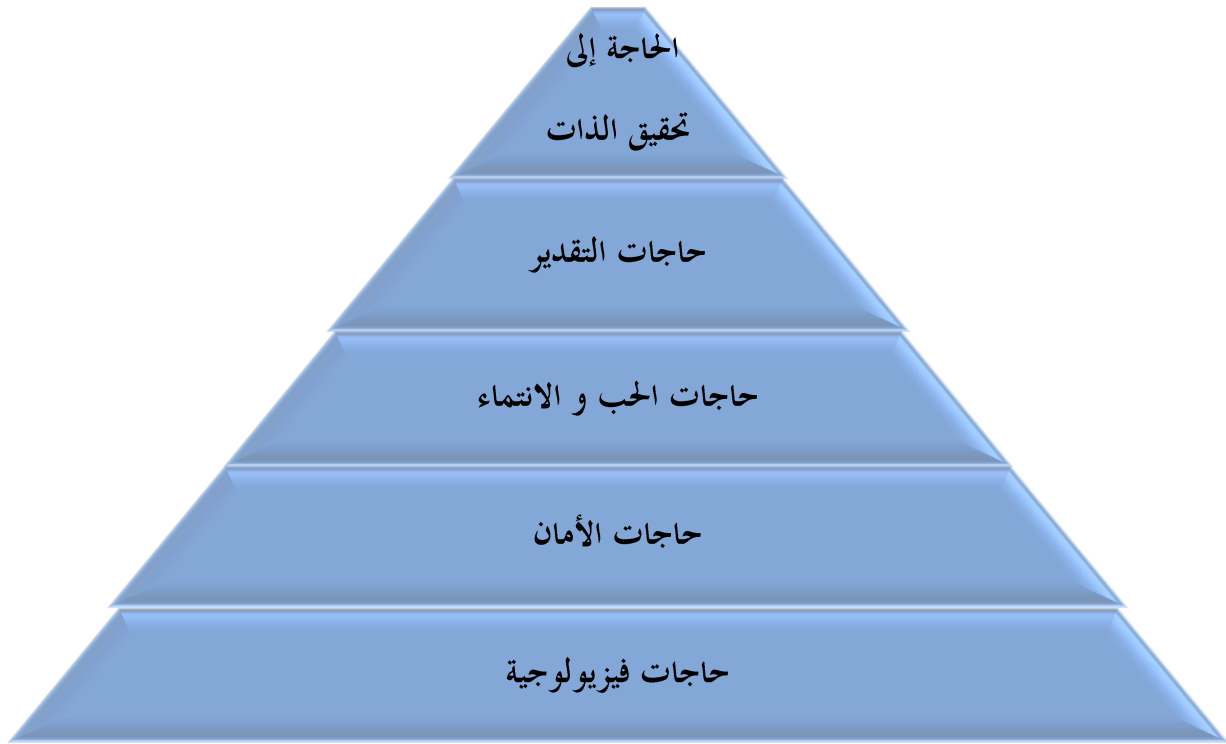 الحاجة إلى
تحقيق الذات
حاجات التقدير
حاجات الحب و الانتماء
حاجات الأمان
حاجات فيزيولوجية